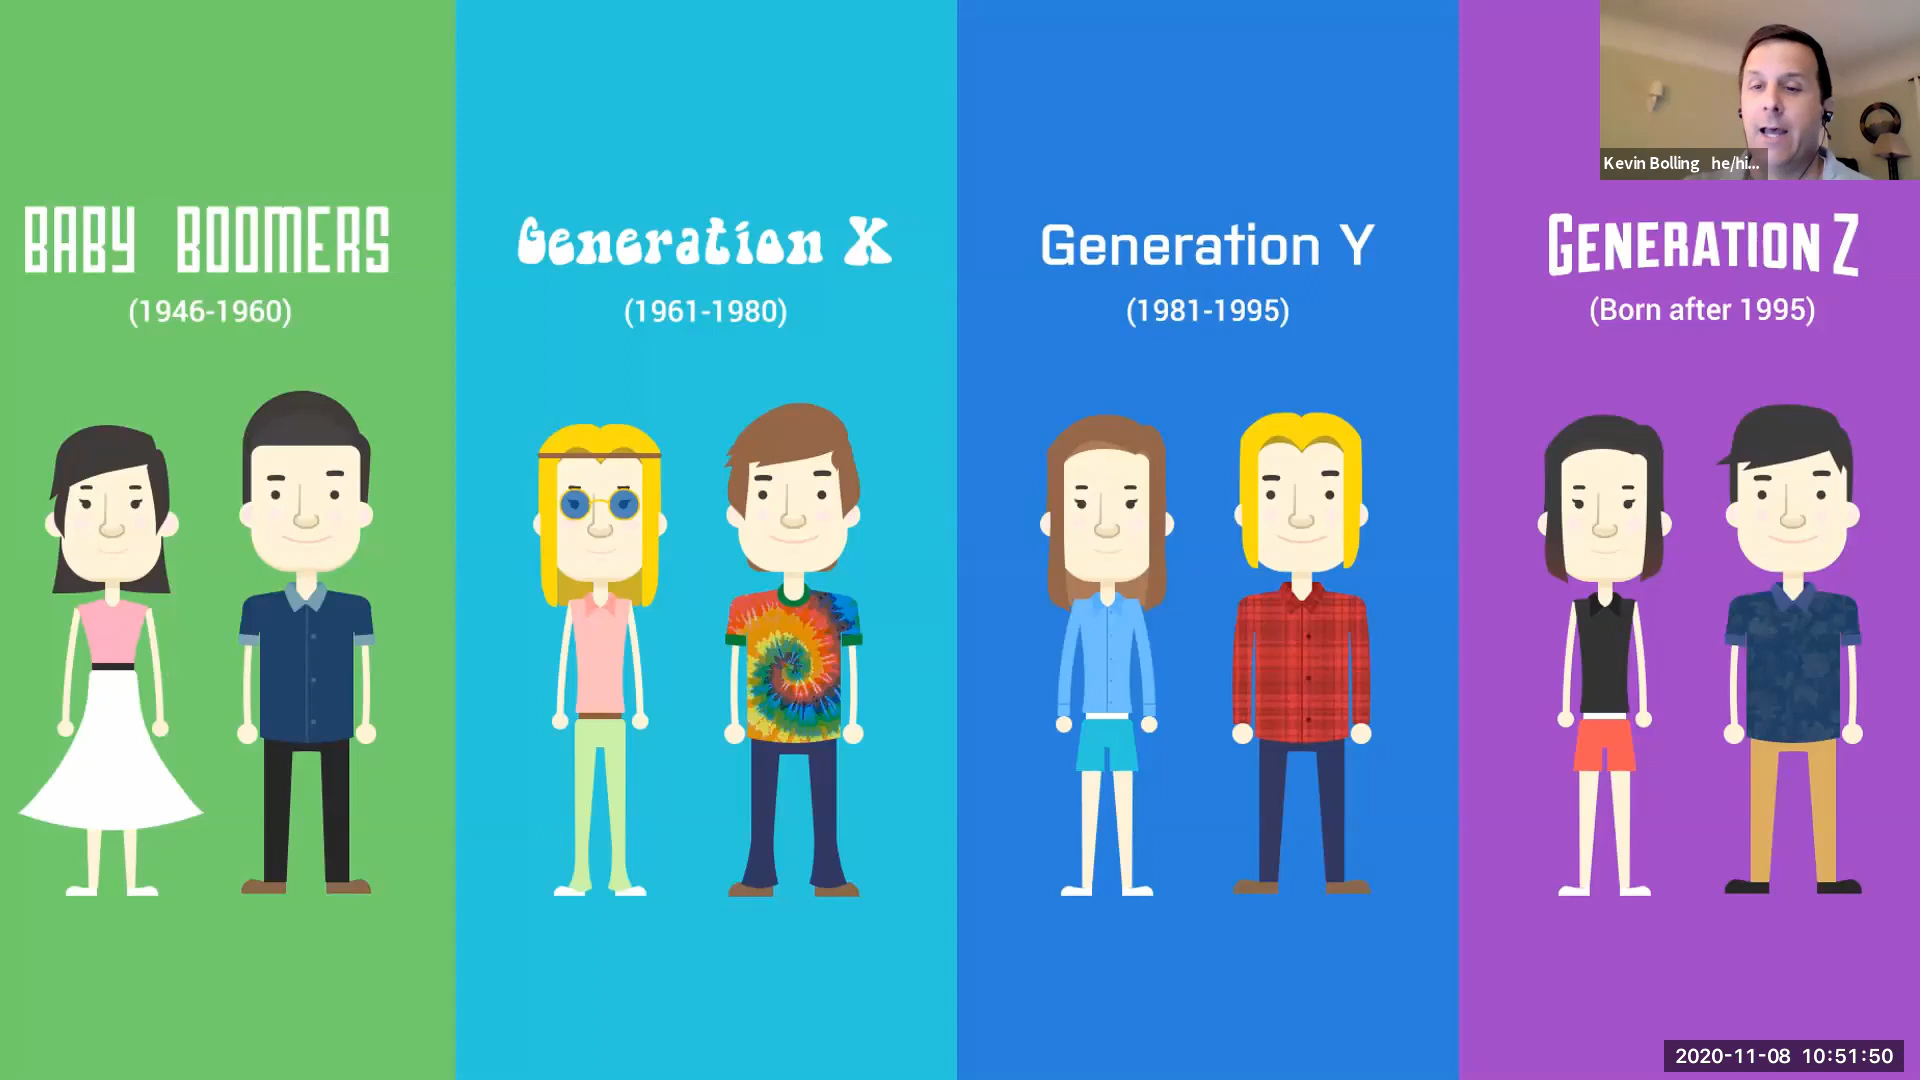 BABY BOOMERS
(1946-1960)
Generation X
(1961-1980)
Generation Y
(1981-1995)
GENERATION Z
(Born after 1995)
Kevin Bolling he/hi...
2020-11-08 10:51:50